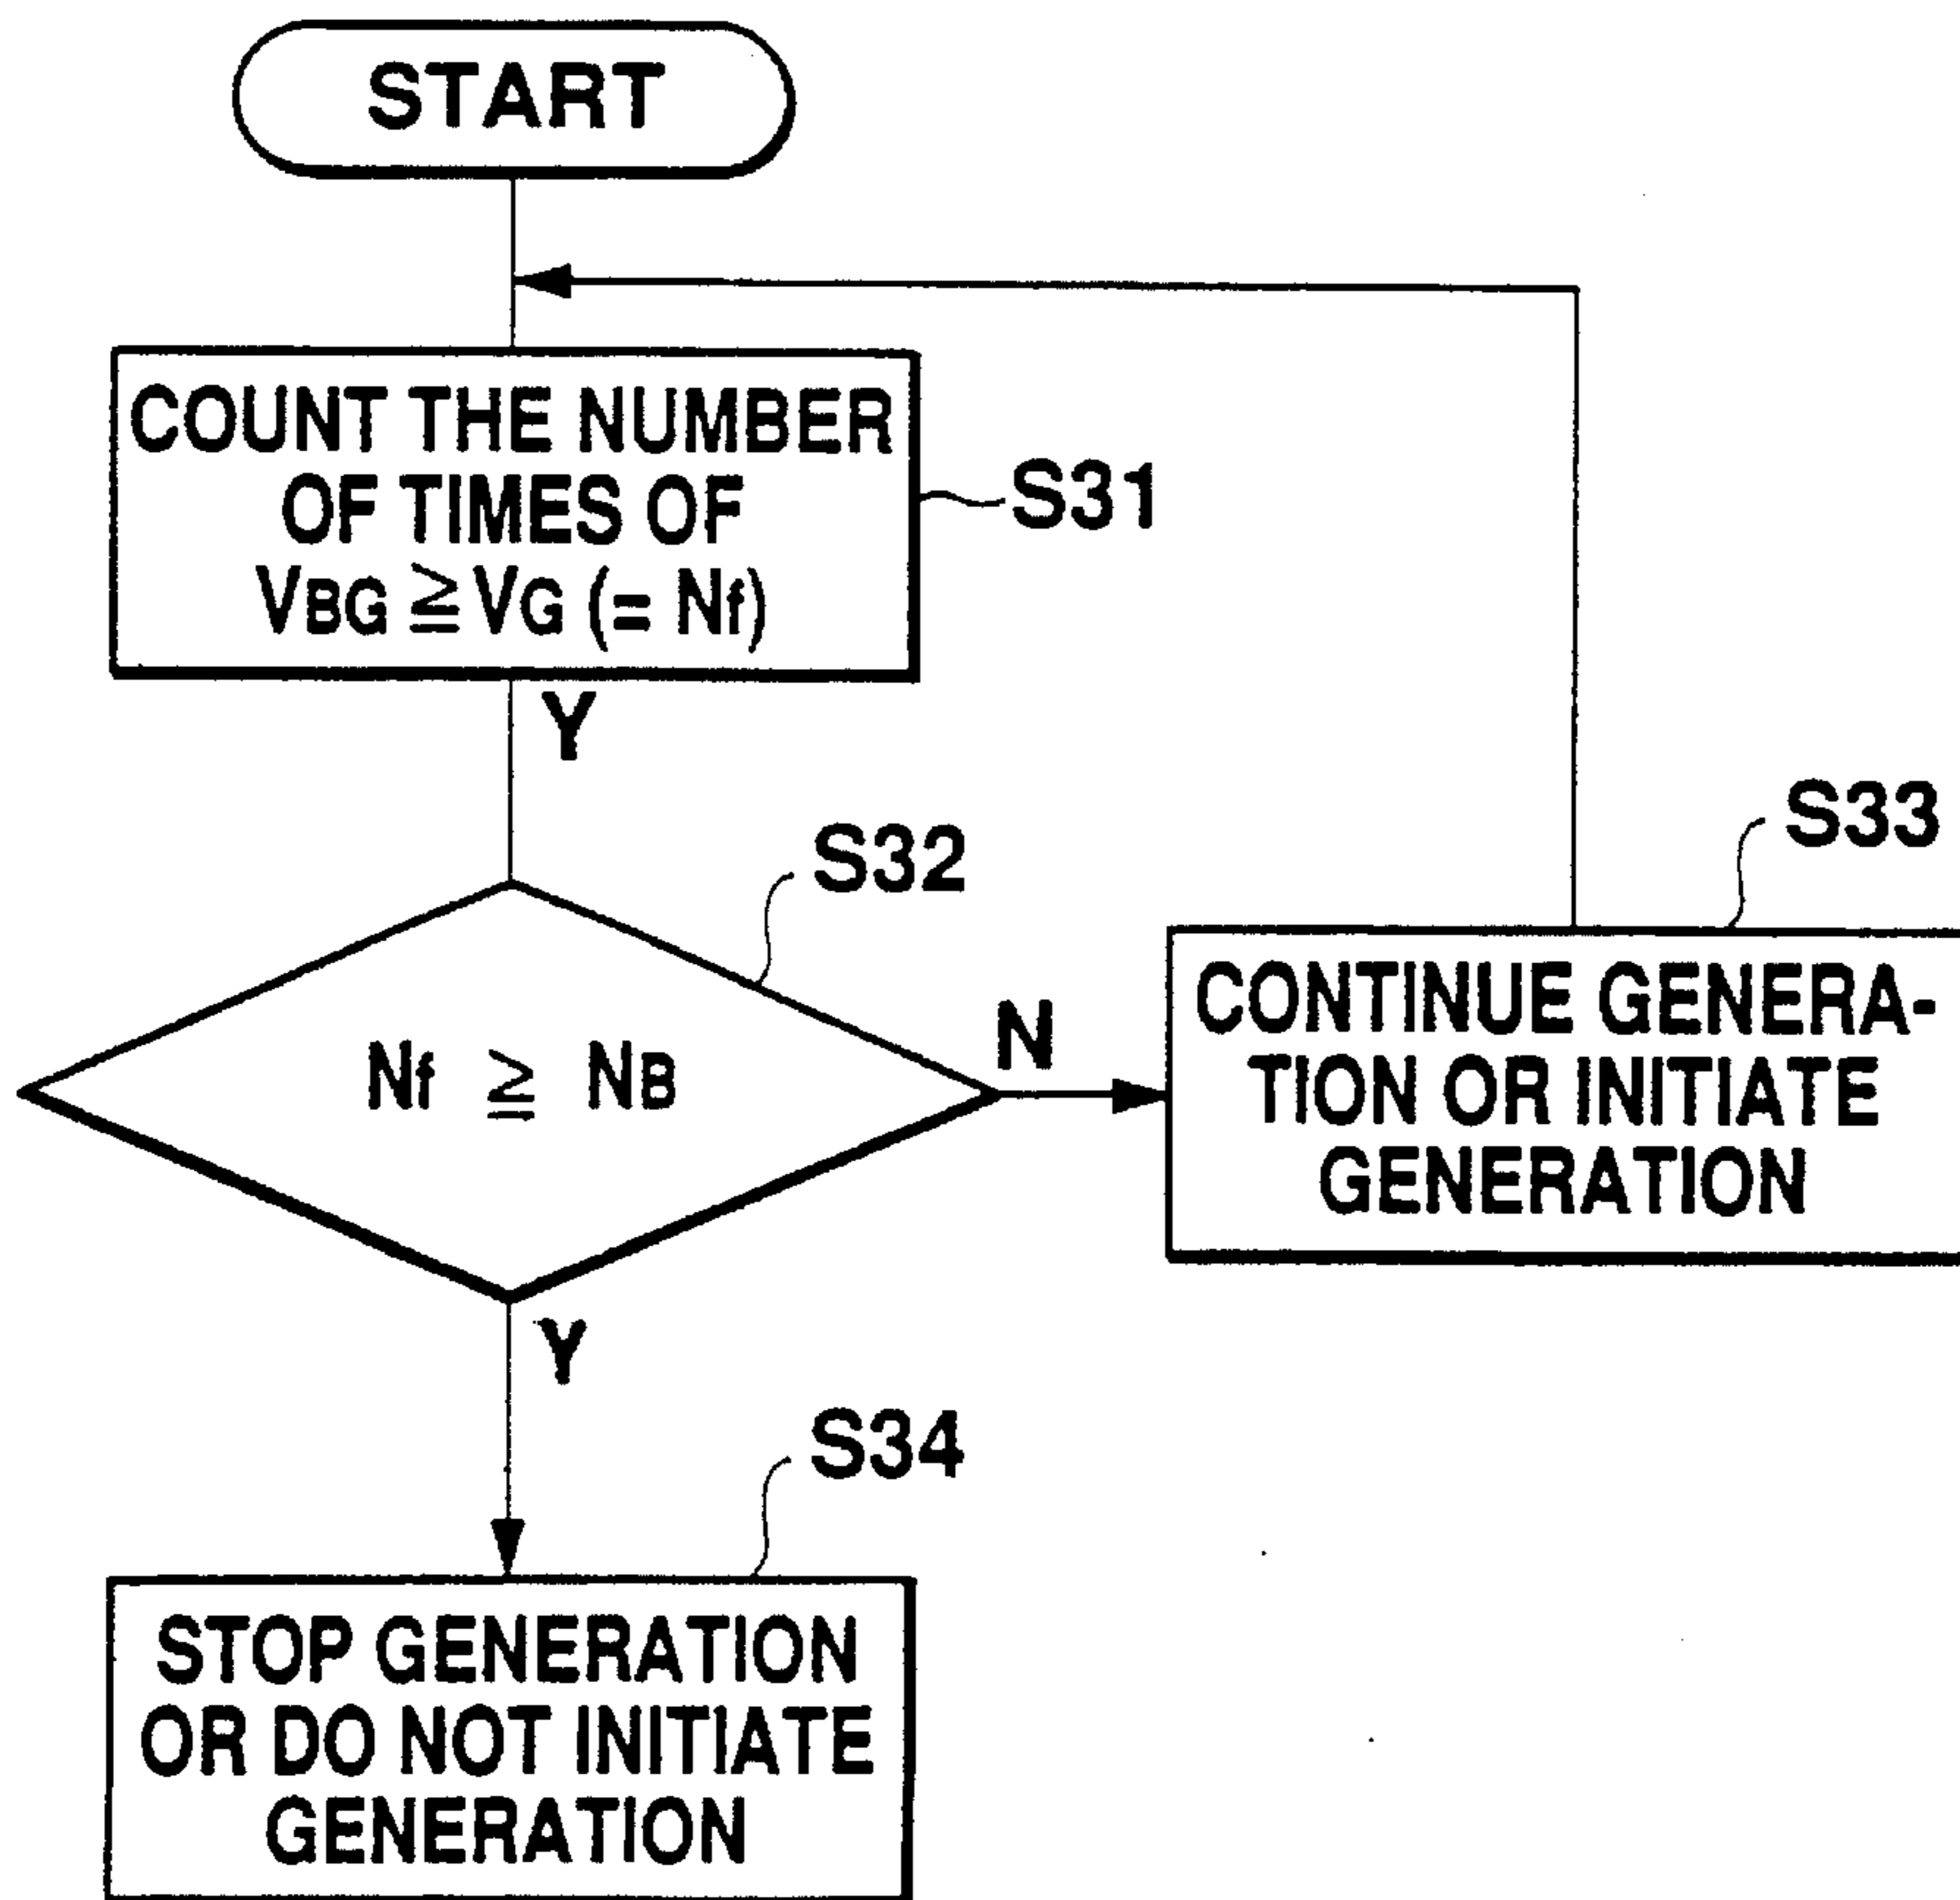 START
COUNT THE NUMBER
OF TIMES OF
VBG ≧ VG (= Nf)
S31
Y
S32
S33
Nf ≧ NB
N
CONTINUE GENERA-
TION OR INITIATE
GENERATION
Y
S34
STOP GENERATION
OR DO NOT INITIATE
GENERATION